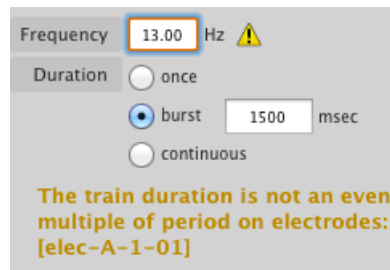 Frequency 13.00 Hz
Duration once
burst 1500 msec
continuous
The train duration is not an even
multiple of period on electrodes:
[elec-A-1-01]